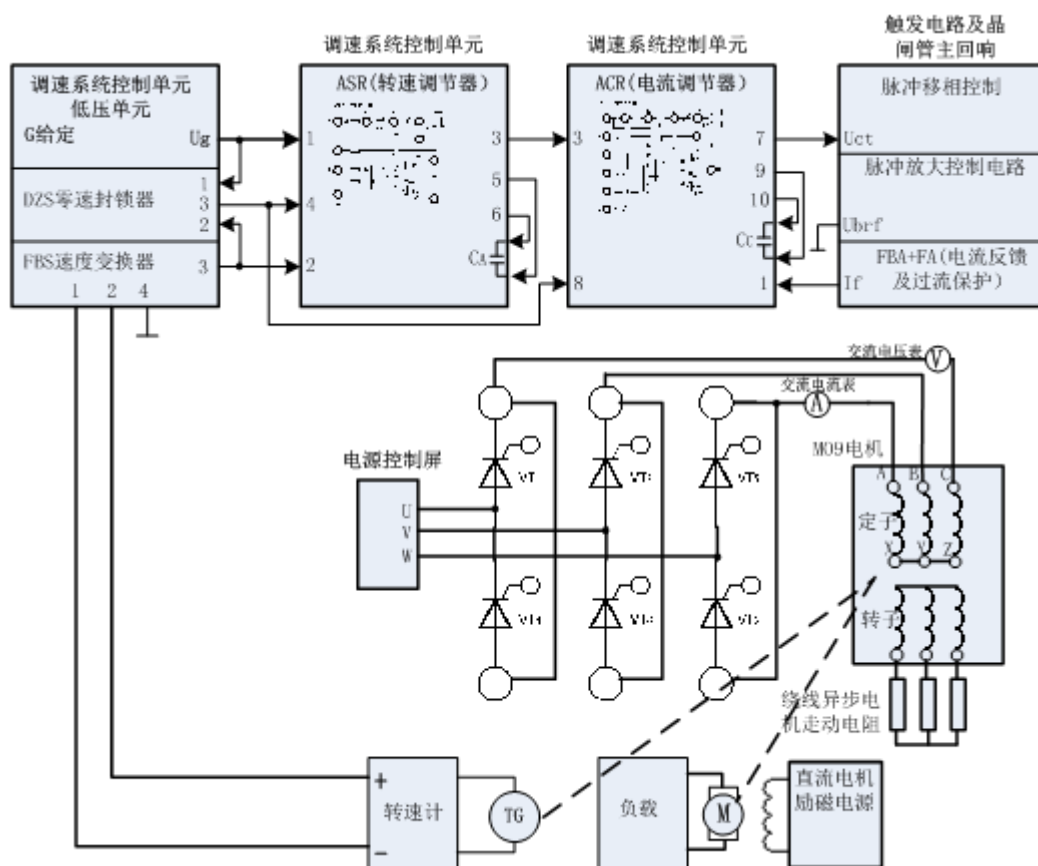 触发电路及晶
闸管主回响
调速系统控制单元
调速系统控制单元
调速系统控制单元
低压单元
G给定
Ug
1
DZS零速封锁器
3
2
FBS速度变换器
3
1
2
4
ASR(转速调节器)
1
3
5
4
6
CA
2
ACR(电流调节器)
3
7
9
10
CC
8
1
脉冲移相控制
Uct
脉冲放大控制电路
Ubrf
FBA+FA(电流反馈
及过流保护)
If
交流电压表
V
交流电流表
A
M09电机
电源控制屏
U
V
W
A
B
C
定子
X
Y
Z
转子
绕线异步电
机走动电阻
+
转速计
-
TG
负载
M
直流电机
励磁电源